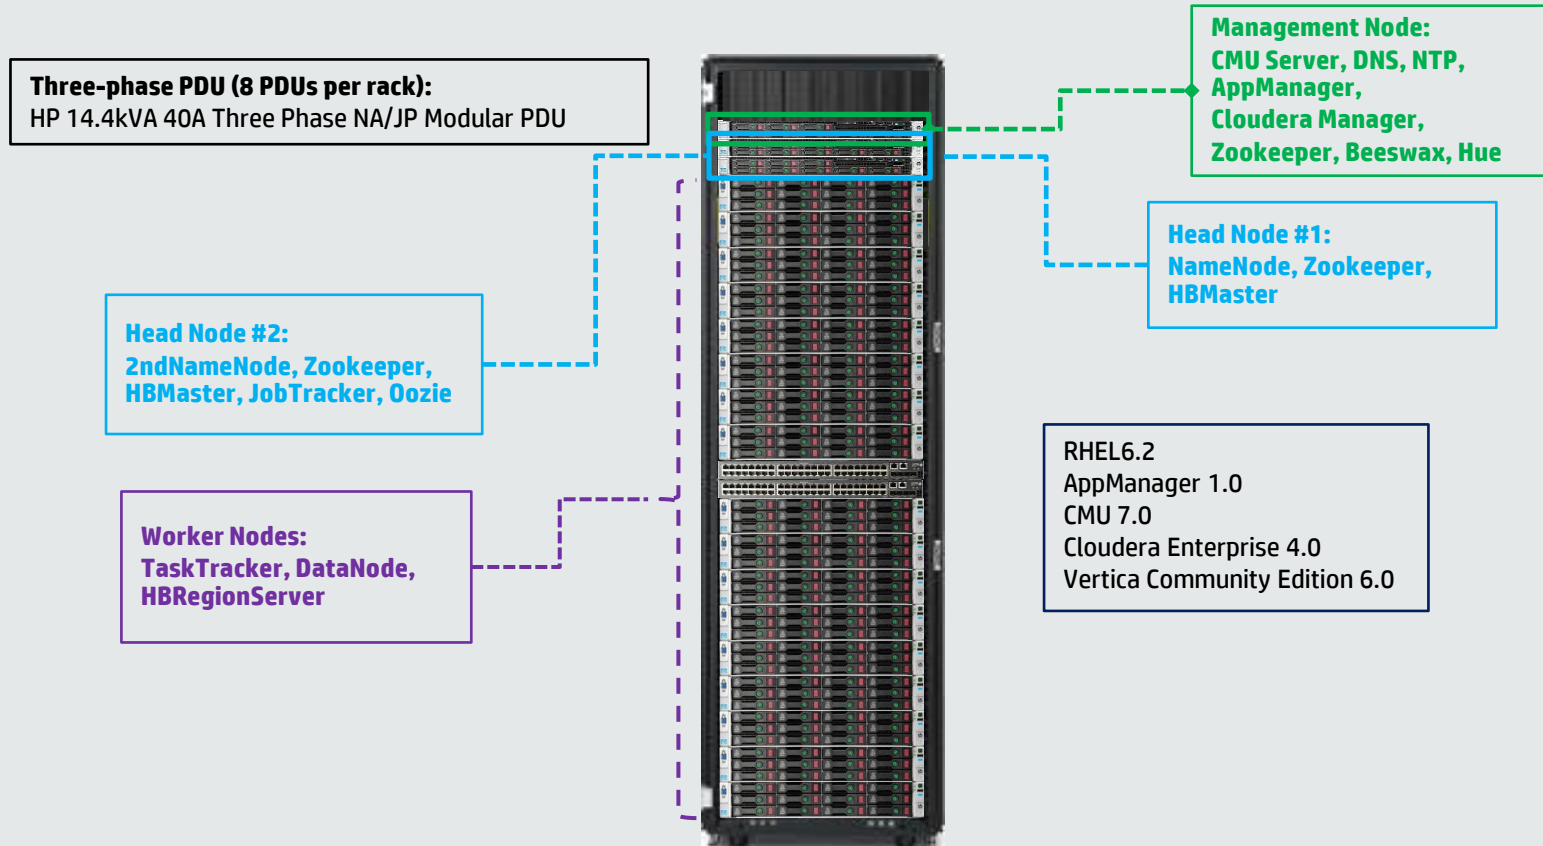 Three-phase PDU (8 PDUs per rack):
HP 14.4kVA 40A Three Phase NA/JP Modular PDU
Management Node:
CMU Server, DNS, NTP,
AppManager,
Cloudera Manager,
Zookeeper, Beeswax, Hue
Head Node #1:
NameNode, Zookeeper,
HBMaster
Head Node #2:
2ndNameNode, Zookeeper,
HBMaster, JobTracker, Oozie
RHEL6.2
AppManager 1.0
CMU 7.0
Cloudera Enterprise 4.0
Vertica Community Edition 6.0
Worker Nodes:
TaskTracker, DataNode,
HBRegionServer